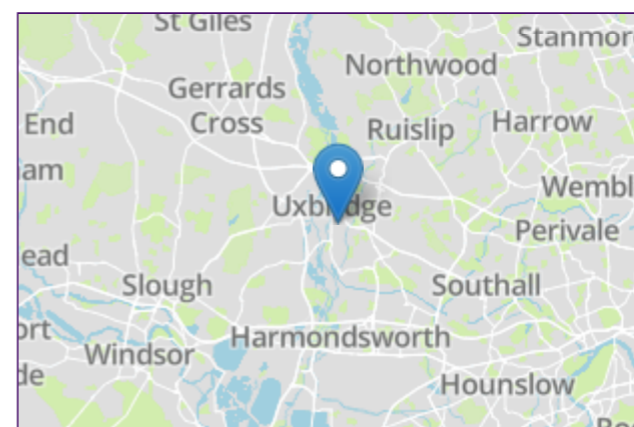 St Giles
Stanmor
Northwood
Gerrards
Cross
End
Ruislip
Harrow
am
Wembl
Uxbridge
Perivale
ead
Slough
Southall
ort
Harmondsworth
Windsor
de
Hounslow